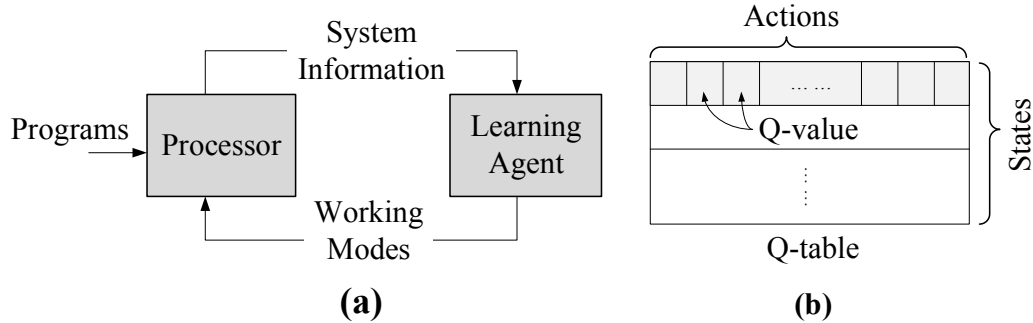 System
Information
Programs
Processor
Learning
Agent
Working
Modes
(a)
Actions
... ...
Q-value
......
States
Q-table
(b)